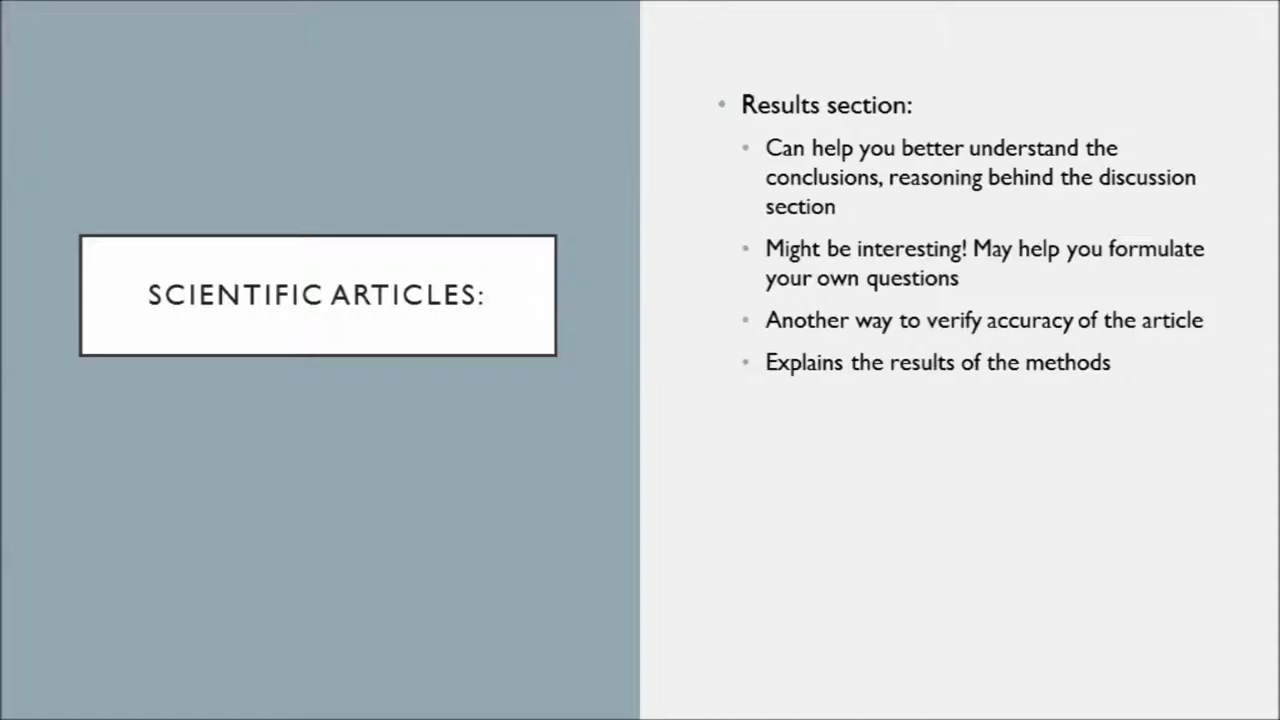 SCIENTIFIC ARTICLES:
• Results section:
• Can help you better understand the
conclusions, reasoning behind the discussion
section
• Might be interesting! May help you formulate
your own questions
• Another way to verify accuracy of the article
• Explains the results of the methods